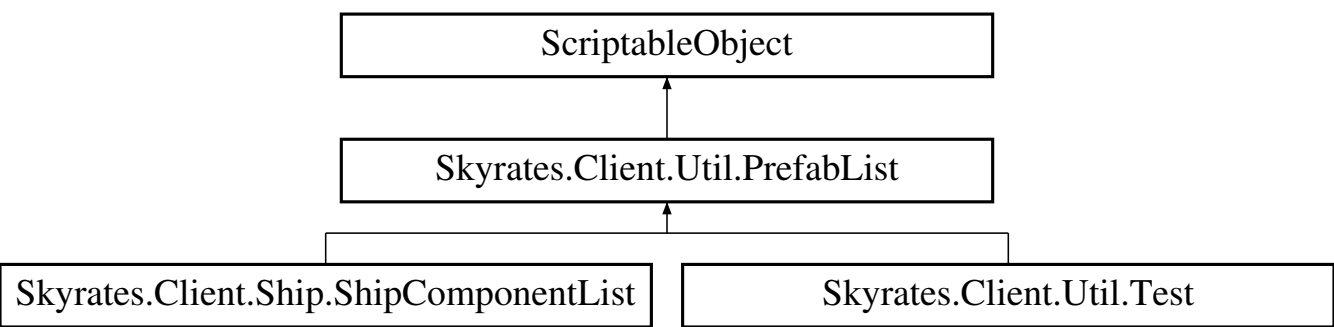 ScriptableObject
Skyrates.Client.Util.PrefabList
Skyrates.Client.Ship.ShipComponentList
Skyrates.Client.Util.Test